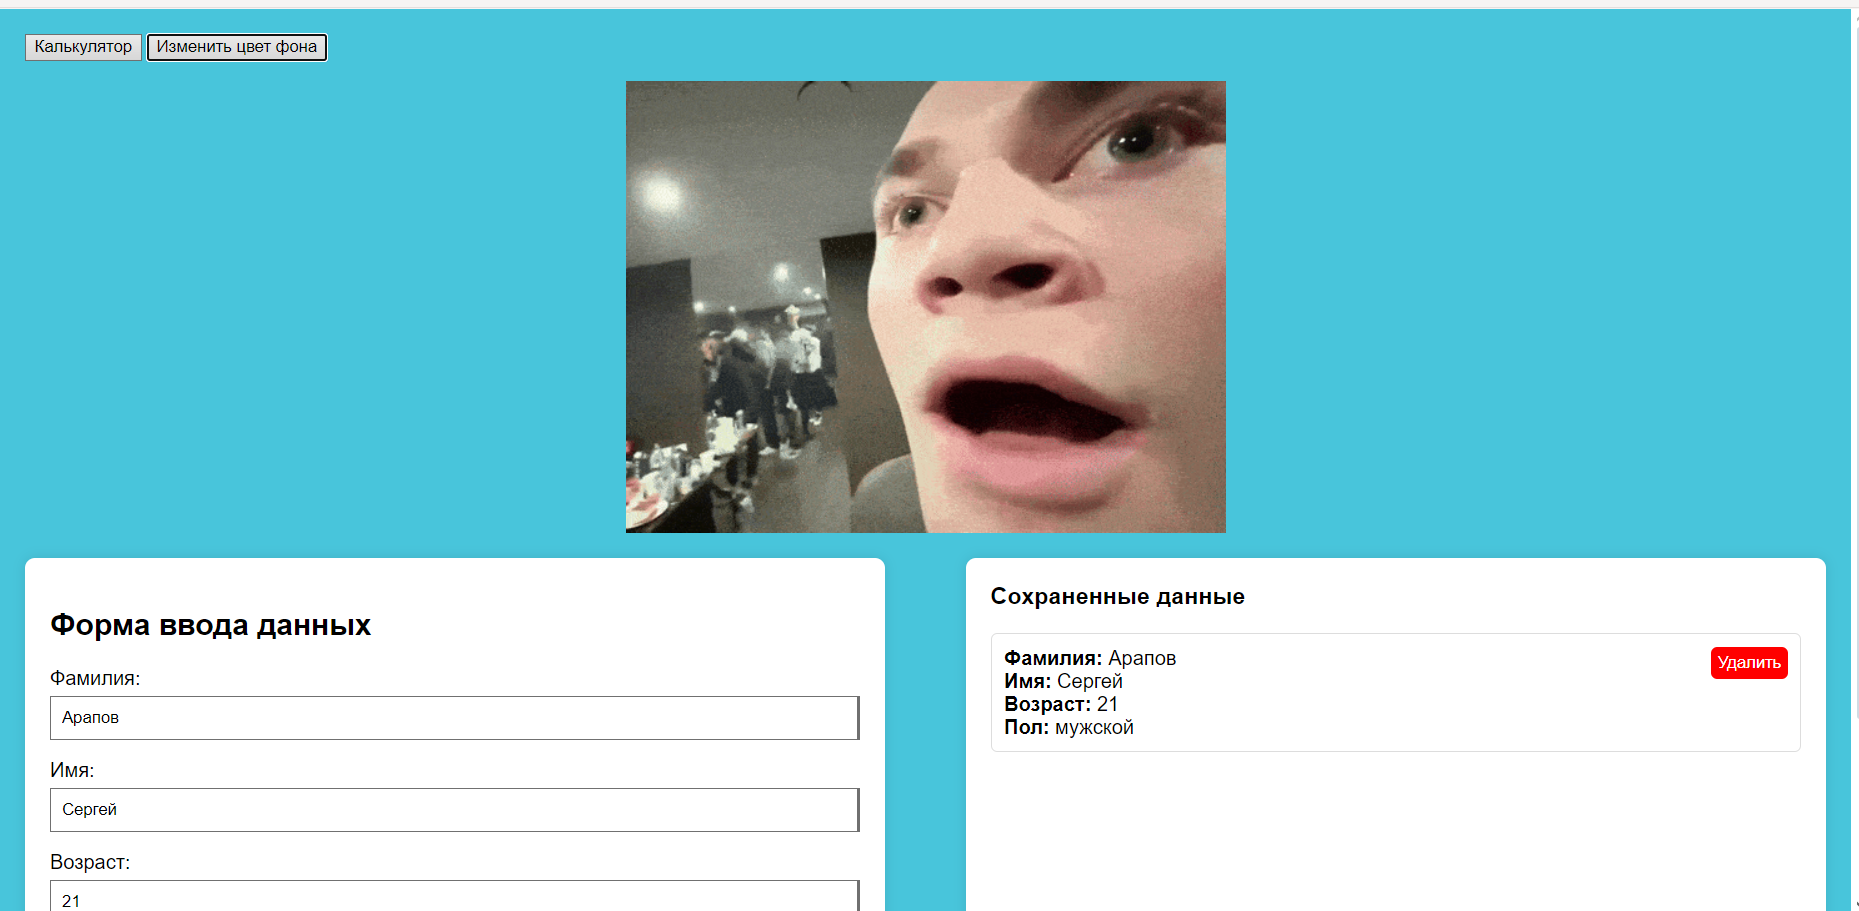 Калькулятор Изменить цвет фона
Форма ввода данных
Фамилия:
Арапов
Имя:
Сергей
Возраст:
21
Сохраненные данные
Фамилия: Арапов
Имя: Сергей
Возраст: 21
Пол: мужской
Удалить